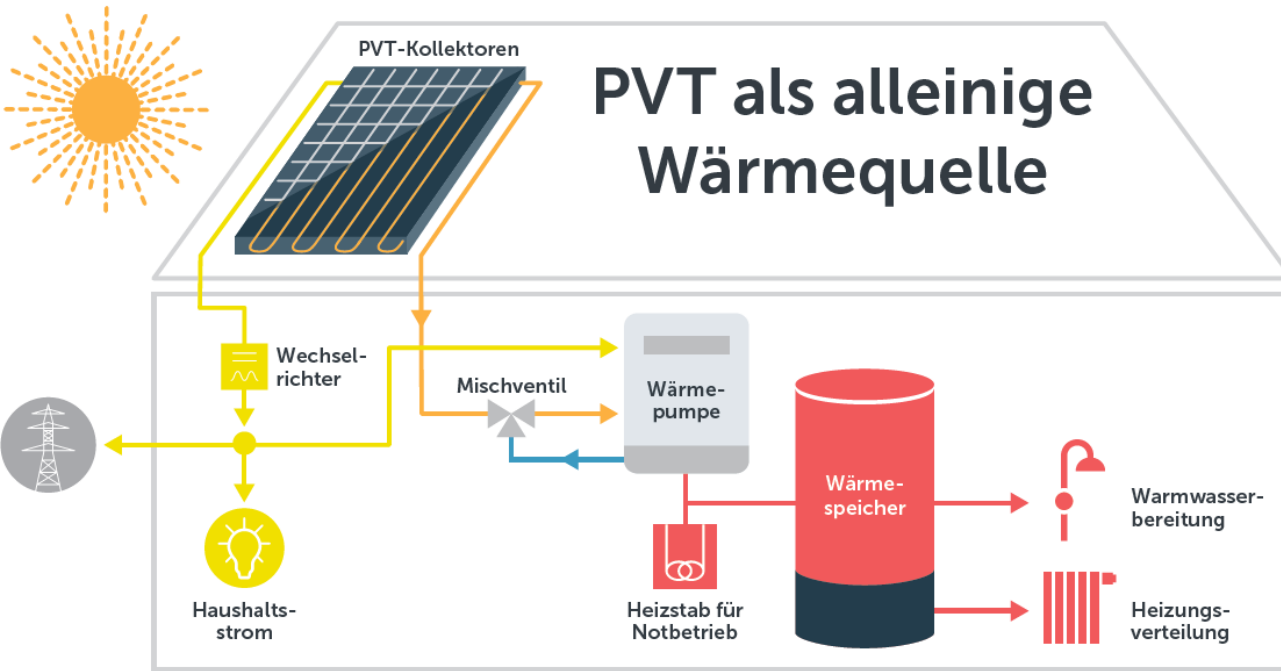 PVT-Kollektoren
PVT als alleinige
Wärmequelle
Wechsel-
richter
Mischventil
Wärme-
pumpe
Wärme-
speicher
Warmwasser-
bereitung
Haushalts-
strom
Heizstab für
Notbetrieb
Heizungs-
verteilung